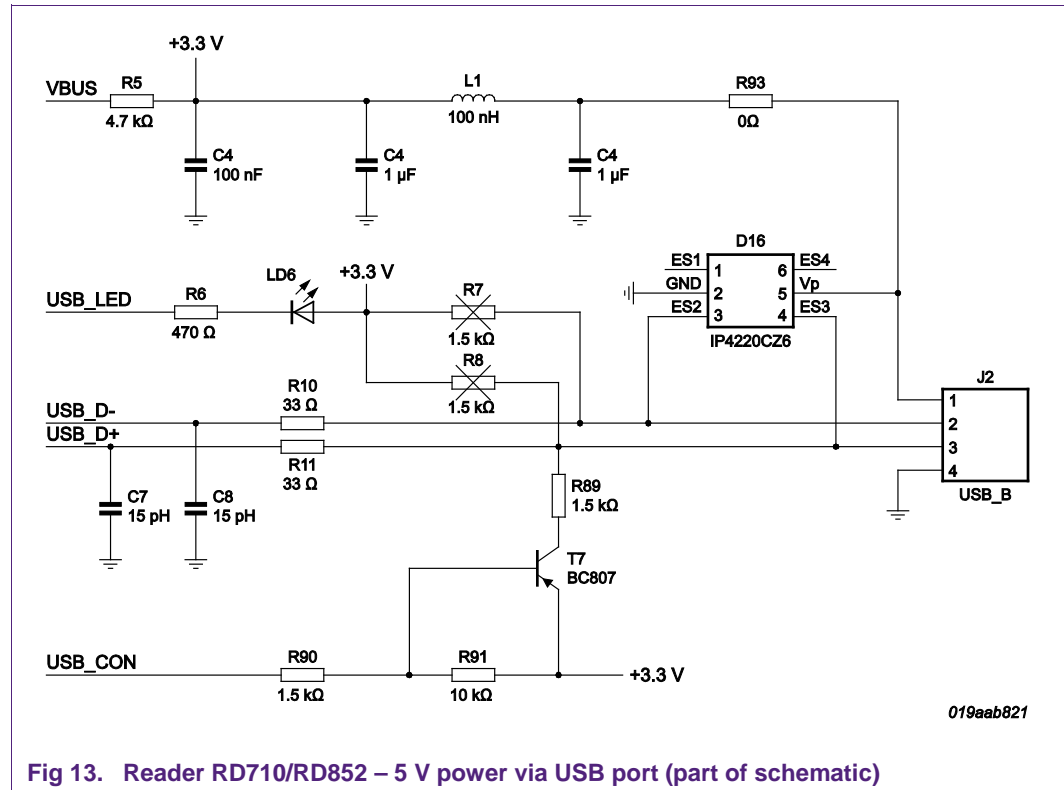 +3.3 V
VBUS
R5
4.7 kΩ
L1
100 nH
R93
0Ω
C4
100 nF
C4
1 µF
C4
1 µF
D16
ES1
1
6
ES4
GND
2
5
Vp
ES2
3
4
ES3
IP4220CZ6
USB_LED
R6
470 Ω
LD6
+3.3 V
R7
1.5 kΩ
R8
1.5 kΩ
J2
1
2
3
4
USB_B
USB_D-
R10
33 Ω
USB_D+
R11
33 Ω
C7
15 pH
C8
15 pH
R89
1.5 kΩ
T7
BC807
USB_CON
R90
1.5 kΩ
R91
10 kΩ
+3.3 V
019aab821
Fig 13. Reader RD710/RD852 – 5 V power via USB port (part of schematic)